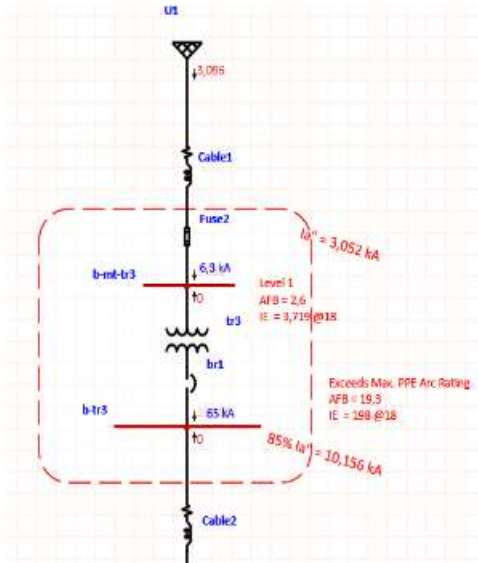 U1
3,096
Cable1
Fuse2
Ia" = 3,052 kA
6,3 kA
b-mt-tr3
0
Level 1
AFB = 2,6
IE = 3,719 @18
tr3
br1
Exceeds Max. PPE Arc Rating
AFB = 19,3
IE = 198 @18
b-tr3
65 kA
0
85% Ia" = 10,156 kA
Cable2